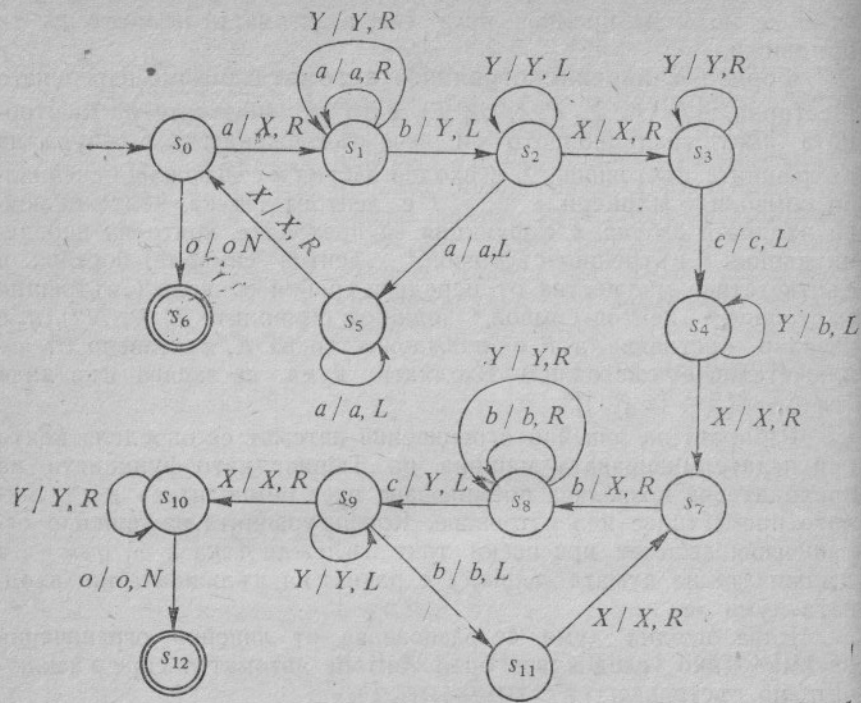 Y / Y, R
a / a, R
Y / Y, L
Y / Y, R
s0
a / X, R
s1
b / Y, L
s2
X / X, R
s3
X / X, R
o / o N
a / a, L
c / c, L
s6
s5
s4
Y / b, L
a / a, L
Y / Y, R
b / b, R
X / X, R
Y / Y, R
s10
X / X, R
s9
c / Y, L
s8
b / X, R
s7
o / o, N
Y / Y, L
b / b, L
X / X, R
s12
s11